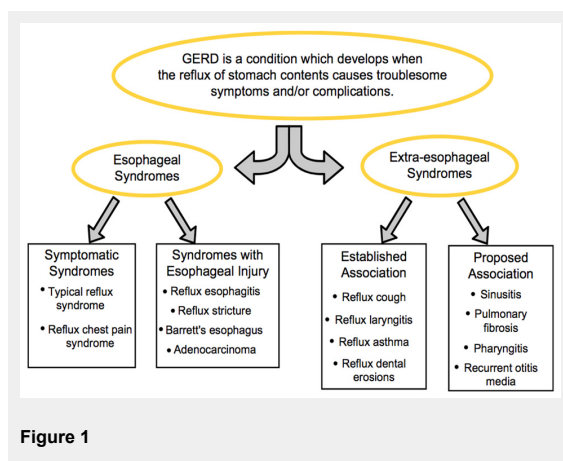 GERD is a condition which develops when
the reflux of stomach contents causes troublesome
symptoms and/or complications.
Esophageal
Syndromes
Extra-esophageal
Syndromes
Symptomatic
Syndromes
• Typical reflux
syndrome
• Reflux chest pain
syndrome
Syndromes with
Esophageal Injury
• Reflux esophagitis
• Reflux stricture
• Barrett's esophagus
• Adenocarcinoma
Established
Association
• Reflux cough
• Reflux laryngitis
• Reflux asthma
• Reflux dental
erosions
Proposed
Association
• Sinusitis
• Pulmonary
fibrosis
• Pharyngitis
• Recurrent otitis
media
Figure 1